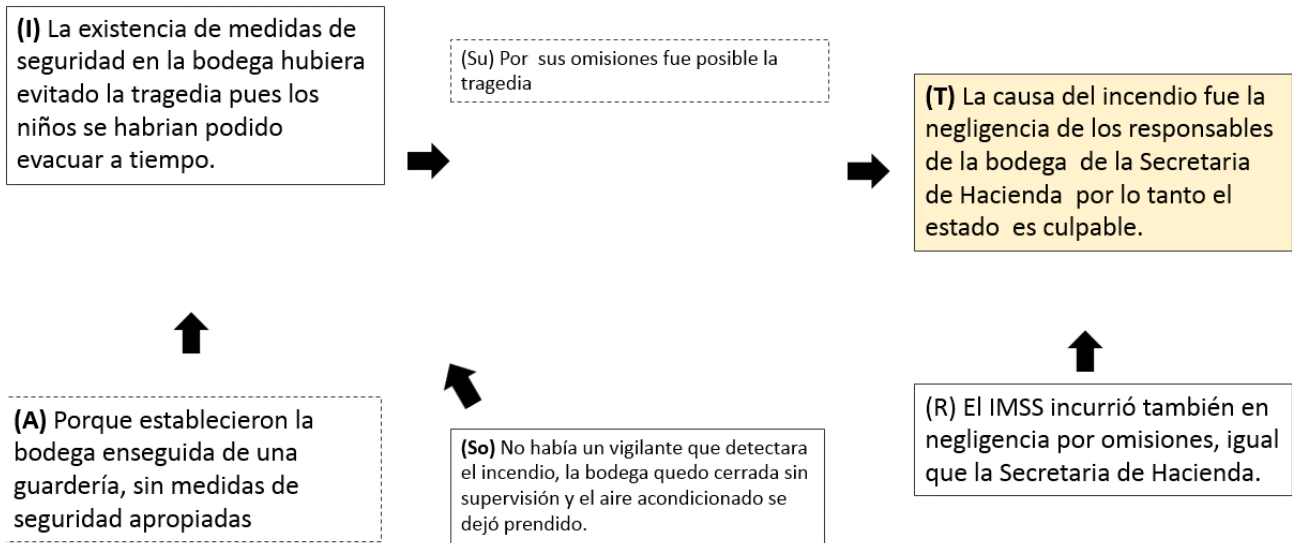 (I) La existencia de medidas de
seguridad en la bodega hubiera
evitado la tragedia pues los
niños se habrian podido
evacuar a tiempo.
(Su) Por sus omisiones fue posible la
tragedia
(T) La causa del incendio fue la
negligencia de los responsables
de la bodega de la Secretaria
de Hacienda por lo tanto el
estado es culpable.
(A) Porque establecieron la
bodega enseguida de una
guardería, sin medidas de
seguridad apropiadas
(So) No había un vigilante que detectara
el incendio, la bodega quedo cerrada sin
supervisión y el aire acondicionado se
dejó prendido.
(R) El IMSS incurrió también en
negligencia por omisiones, igual
que la Secretaria de Hacienda.